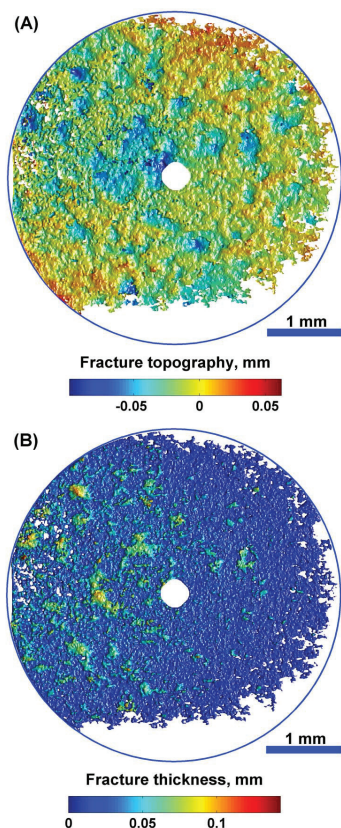 (A)
1 mm
Fracture topography, mm
-0.05 0 0.05
(B)
1 mm
Fracture thickness, mm
0 0.05 0.1